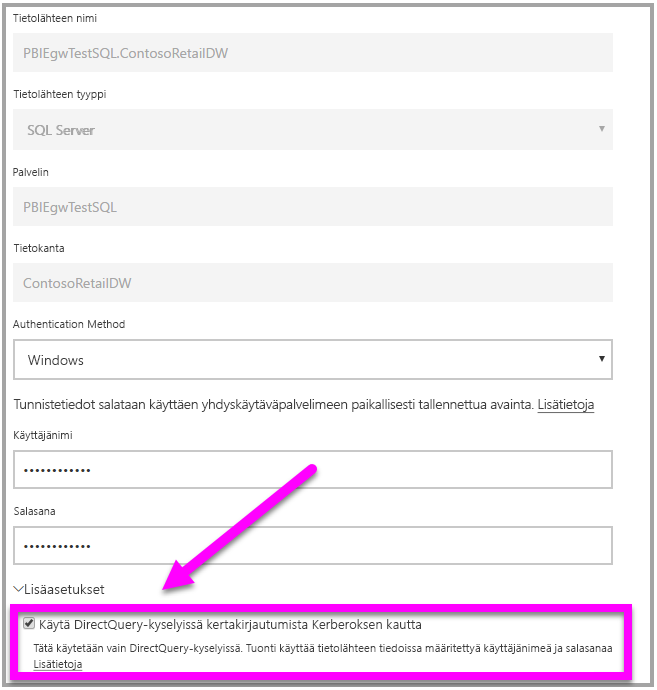 Tietolähteen nimi
PBIEgwTestSQL.ContosoRetailDW
Tietolähteen tyyppi
SQL Server
Palvelin
PBIEgwTestSQL
Tietokanta
ContosoRetailDW
Authentication Method
Windows
Tunnistetiedot salataan käyttäen yhdyskäytäväpalvelimeen paikallisesti tallennettua avainta. Lisätietoja
Käyttäjänimi
••••••••••••
Salasana
••••••••••••
Lisäasetukset
Käytä DirectQuery-kyselyissä kertakirjautumista Kerberoksen kautta
Tätä käytetään vain DirectQuery-kyselyissä. Tuonti käyttää tietolähteen tiedoissa määritettyä käyttäjänimeä ja salasanaa
Lisätietoja